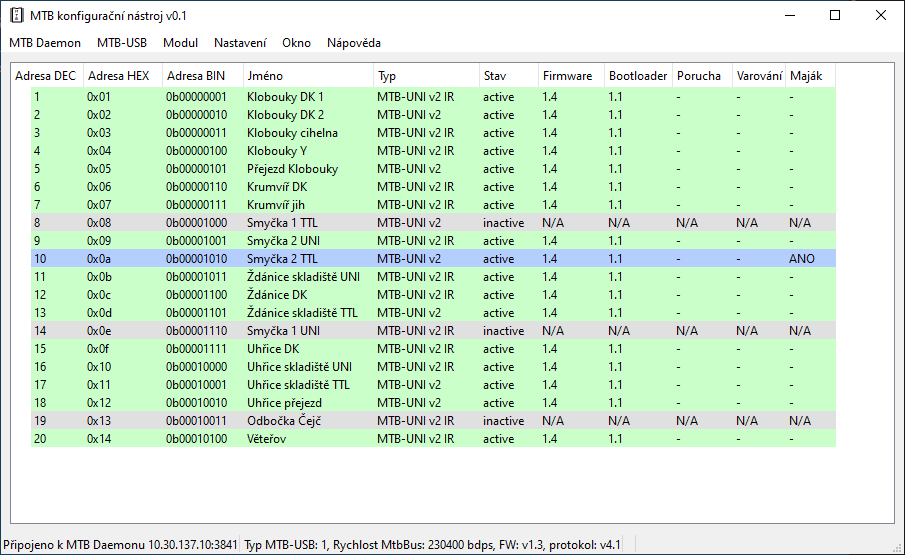 MTB konfigurační nástroj v0.1
MTB Daemon MTB-USB Modul Nastavení Okno Nápověda
Adresa DEC Adresa HEX Adresa BIN Jméno Typ Stav Firmware Bootloader Porucha Varování Maják
1 0x01 0b00000001 Klobouky DK 1 MTB-UNI v2 IR active 1.4 1.1 - - -
2 0x02 0b00000010 Klobouky DK 2 MTB-UNI v2 active 1.4 1.1 - - -
3 0x03 0b00000011 Klobouky cihelna MTB-UNI v2 IR active 1.4 1.1 - - -
4 0x04 0b00000100 Klobouky Y MTB-UNI v2 IR active 1.4 1.1 - - -
5 0x05 0b00000101 Přejezd Klobouky MTB-UNI v2 active 1.4 1.1 - - -
6 0x06 0b00000110 Krumvíř DK MTB-UNI v2 IR active 1.4 1.1 - - -
7 0x07 0b00000111 Krumvíř jih MTB-UNI v2 IR active 1.4 1.1 - - -
8 0x08 0b00001000 Smyčka 1 TTL MTB-UNI v2 inactive N/A N/A N/A N/A N/A
9 0x09 0b00001001 Smyčka 2 UNI MTB-UNI v2 IR active 1.4 1.1 - - -
10 0x0a 0b00001010 Smyčka 2 TTL MTB-UNI v2 active 1.4 1.1 - - ANO
11 0x0b 0b00001011 Ždánice skladiště UNI MTB-UNI v2 IR active 1.4 1.1 - - -
12 0x0c 0b00001100 Ždánice DK MTB-UNI v2 IR active 1.4 1.1 - - -
13 0x0d 0b00001101 Ždánice skladiště TTL MTB-UNI v2 active 1.4 1.1 - - -
14 0x0e 0b00001110 Smyčka 1 UNI MTB-UNI v2 IR inactive N/A N/A N/A N/A N/A
15 0x0f 0b00001111 Uhřice DK MTB-UNI v2 IR active 1.4 1.1 - - -
16 0x10 0b00010000 Uhřice skladiště UNI MTB-UNI v2 IR active 1.4 1.1 - - -
17 0x11 0b00010001 Uhřice skladiště TTL MTB-UNI v2 active 1.4 1.1 - - -
18 0x12 0b00010010 Uhřice přejezd MTB-UNI v2 active 1.4 1.1 - - -
19 0x13 0b00010011 Odbočka Čejč MTB-UNI v2 IR inactive N/A N/A N/A N/A N/A
20 0x14 0b00010100 Věteřov MTB-UNI v2 IR active 1.4 1.1 - - -
Připojeno k MTB Daemonu 10.30.137.10:3841 Typ MTB-USB: 1, Rychlost MtbBus: 230400 bdps, FW: v1.3, protokol: v4.1